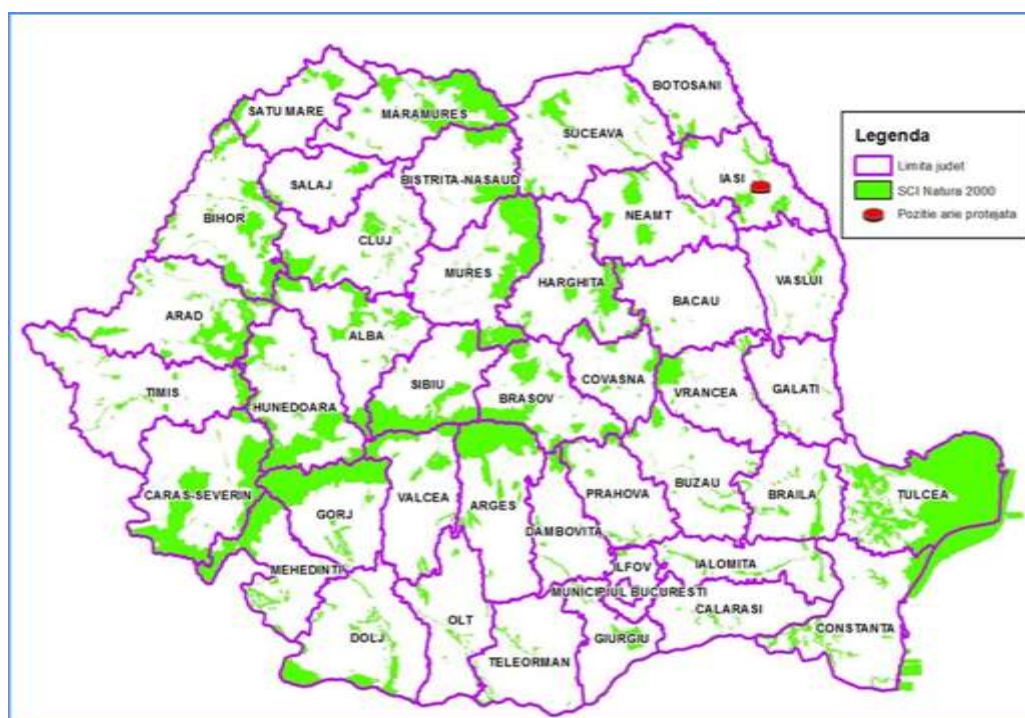 BOTOSANI
SATU MARE
MARAMURES
SUCEAVA
Legenda
Limita judet
SCI Natura 2000
Pozitie arie protejata
IASI
SALAJ
BISTRITA-NASAUD
BIHOR
NEAMT
CLUJ
MURES
HARGHITA
VASLUI
BACAU
ARAD
ALBA
SIBIU
COVASNA
TIMIS
BRASOV
VRANCEA
GALATI
HUNEDOARA
CARAS-SEVERIN
VALCEA
ARGES
PRAHOVA
BUZAU
BRAILA
TULCEA
GORJ
DAMBOVITA
MEHEDINTI
ILFOV
IALOMITA
MUNICIPIUL BUCURESTI
CALARASI
OLT
DOLJ
GIURGIU
CONSTANTA
TELEORMAN